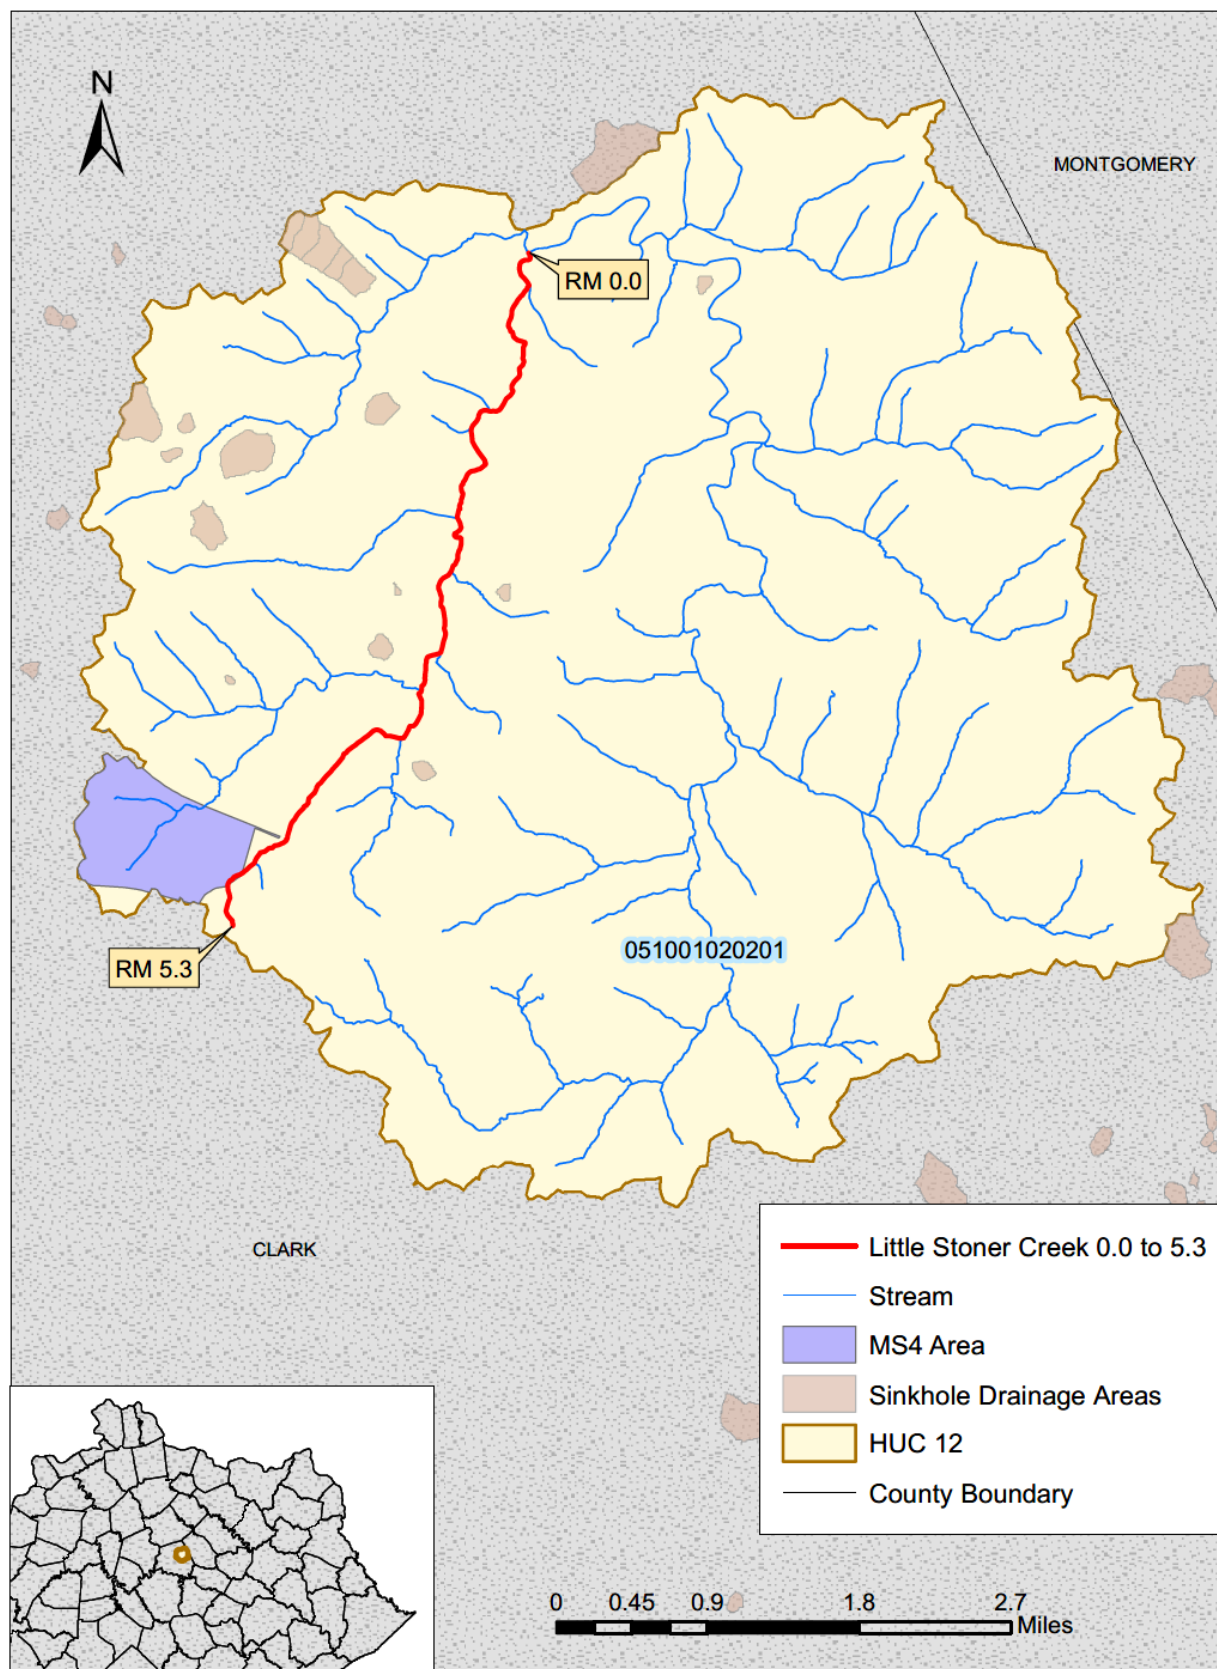 N
MONTGOMERY
RM 0.0
051001020201
RM 5.3
CLARK
Little Stoner Creek 0.0 to 5.3
Stream
MS4 Area
Sinkhole Drainage Areas
HUC 12
County Boundary
0 0.45 0.9 1.8 2.7
Miles